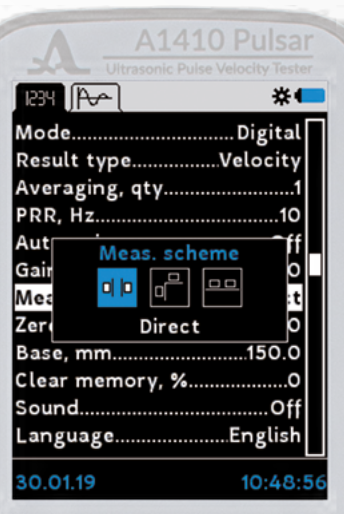 A1410 Pulsar
Ultrasonic Pulse Velocity Tester
1234
Mode..................Digital
Result type...........Velocity
Averaging, qty..................1
PRR, Hz..................10
Meas. scheme
Direct
Base, mm..................150.0
Clear memory, %..................0
Sound..................Off
Language..................English
30.01.19 10:48:56